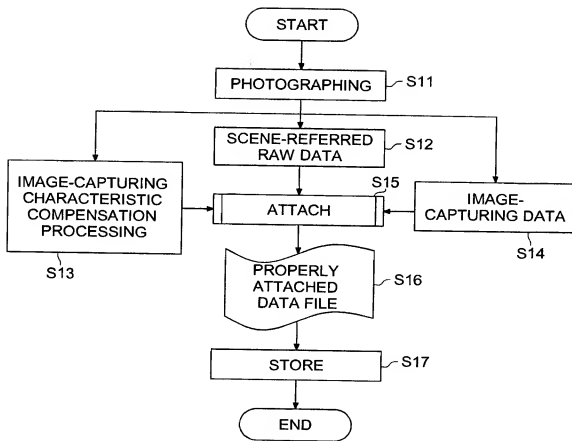 START
PHOTOGRAPHING
S11
SCENE-REFERRED
RAW DATA
S12
IMAGE-CAPTURING
CHARACTERISTIC
COMPENSATION
PROCESSING
S13
ATTACH
S15
IMAGE-
CAPTURING DATA
S14
PROPERLY
ATTACHED
DATA FILE
S16
STORE
S17
END